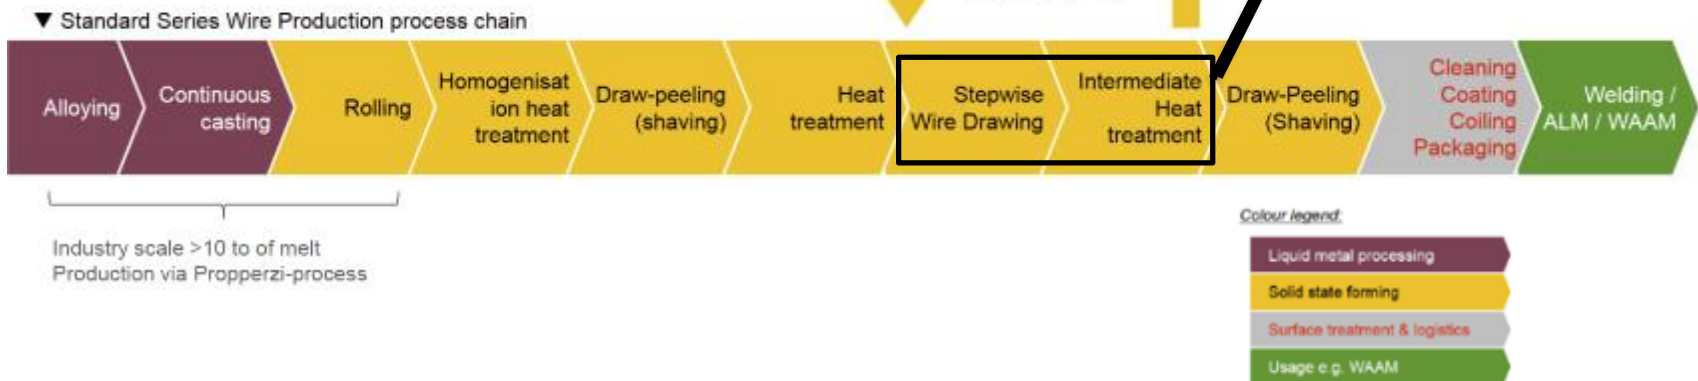 ▼ Standard Series Wire Production process chain
Alloying
Continuous
casting
Rolling
Homogenisat
ion heat
treatment
Draw-peeling
(shaving)
Heat
treatment
Stepwise
Wire Drawing
Intermediate
Heat
treatment
Draw-Peeling
(Shaving)
Cleaning
Coating
Coiling
Packaging
Welding /
ALM / WAAM
Industry scale >10 to of melt
Production via Propperzi-process
Colour legend:
Liquid metal processing
Solid state forming
Surface treatment & logistics
Usage e.g. WAAM